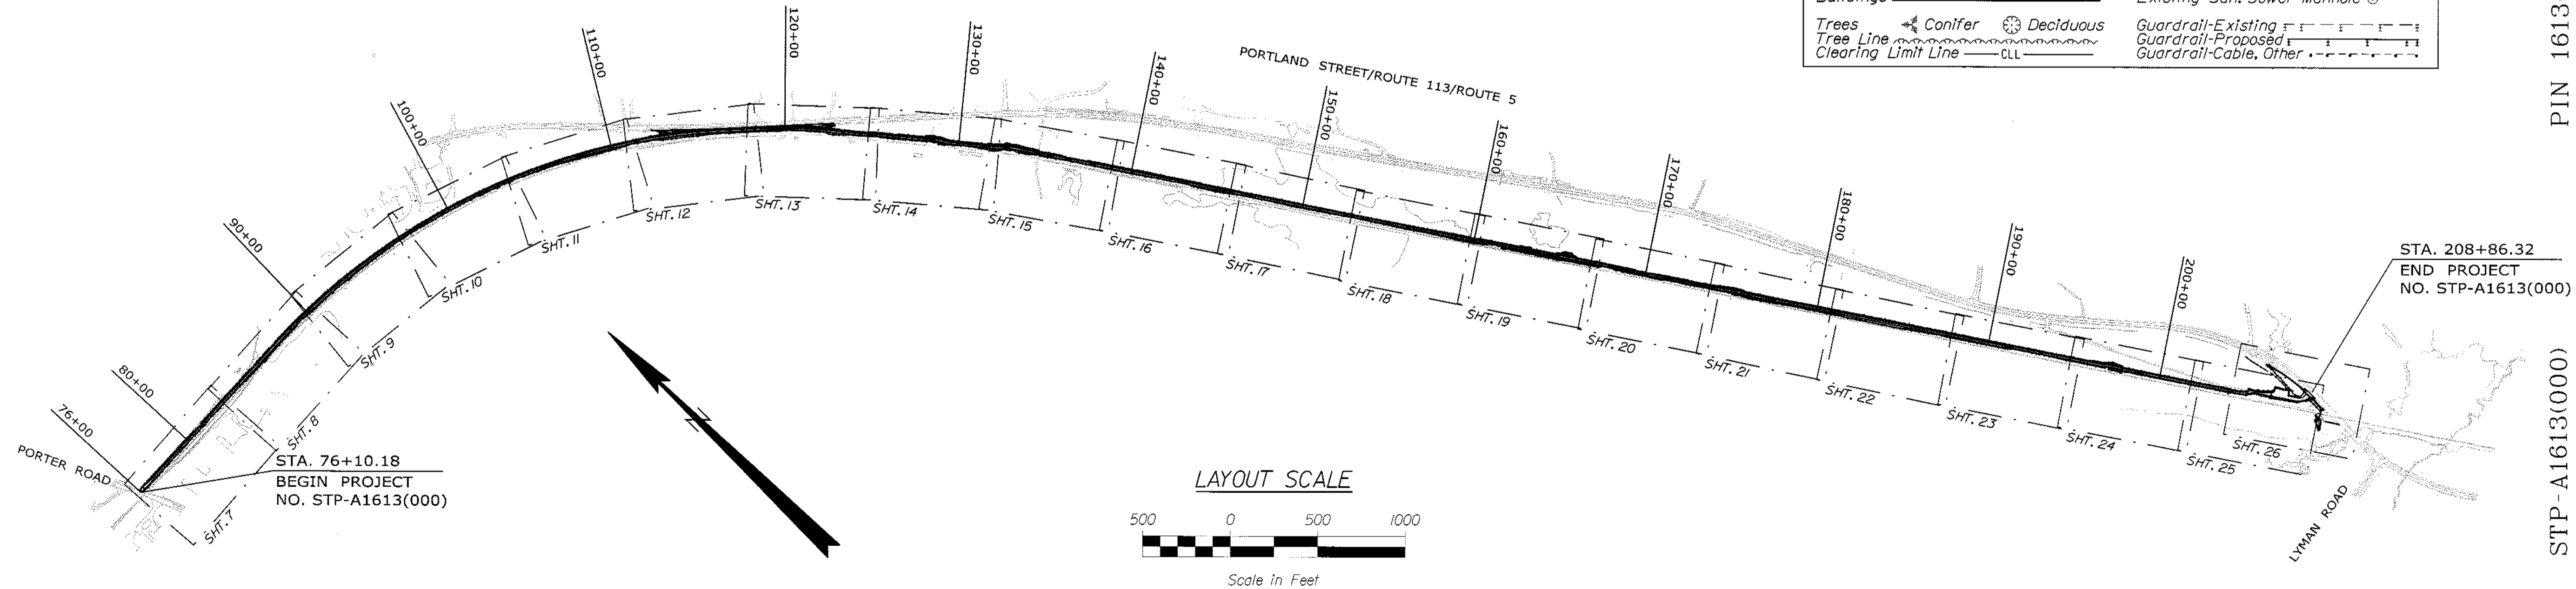 Trees Conifer Deciduous Guardrail-Existing
Tree Line Guardrail-Proposed
Clearing Limit Line CLL Guardrail-Cable, Other
PIN 1613
STP-A1613(000)
PORTLAND STREET/ROUTE 113/ROUTE 5
76+00
80+00
90+00
100+00
110+00
120+00
130+00
140+00
150+00
160+00
170+00
180+00
190+00
200+00
PORTER ROAD
STA. 76+10.18
BEGIN PROJECT
NO. STP-A1613(000)
SHT. 7
SHT. 8
SHT. 9
SHT. 10
SHT. 11
SHT. 12
SHT. 13
SHT. 14
SHT. 15
SHT. 16
SHT. 17
SHT. 18
SHT. 19
SHT. 20
SHT. 21
SHT. 22
SHT. 23
SHT. 24
SHT. 25
SHT. 26
STA. 208+86.32
END PROJECT
NO. STP-A1613(000)
LYMAN ROAD
LAYOUT SCALE
500 0 500 1000
Scale in Feet